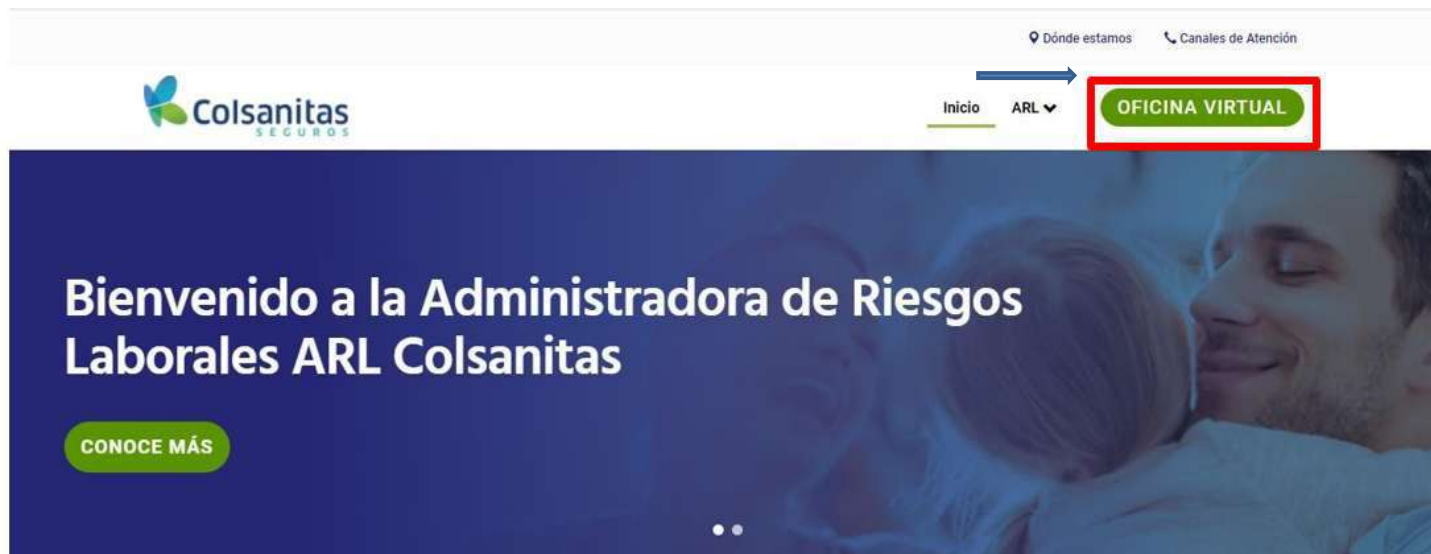 Dónde estamos Canales de Atención
Colsanitas
SEGUROS
Inicio ARL OFICINA VIRTUAL
Bienvenido a la Administradora de Riesgos
Laborales ARL Colsanitas
CONOCE MÁS